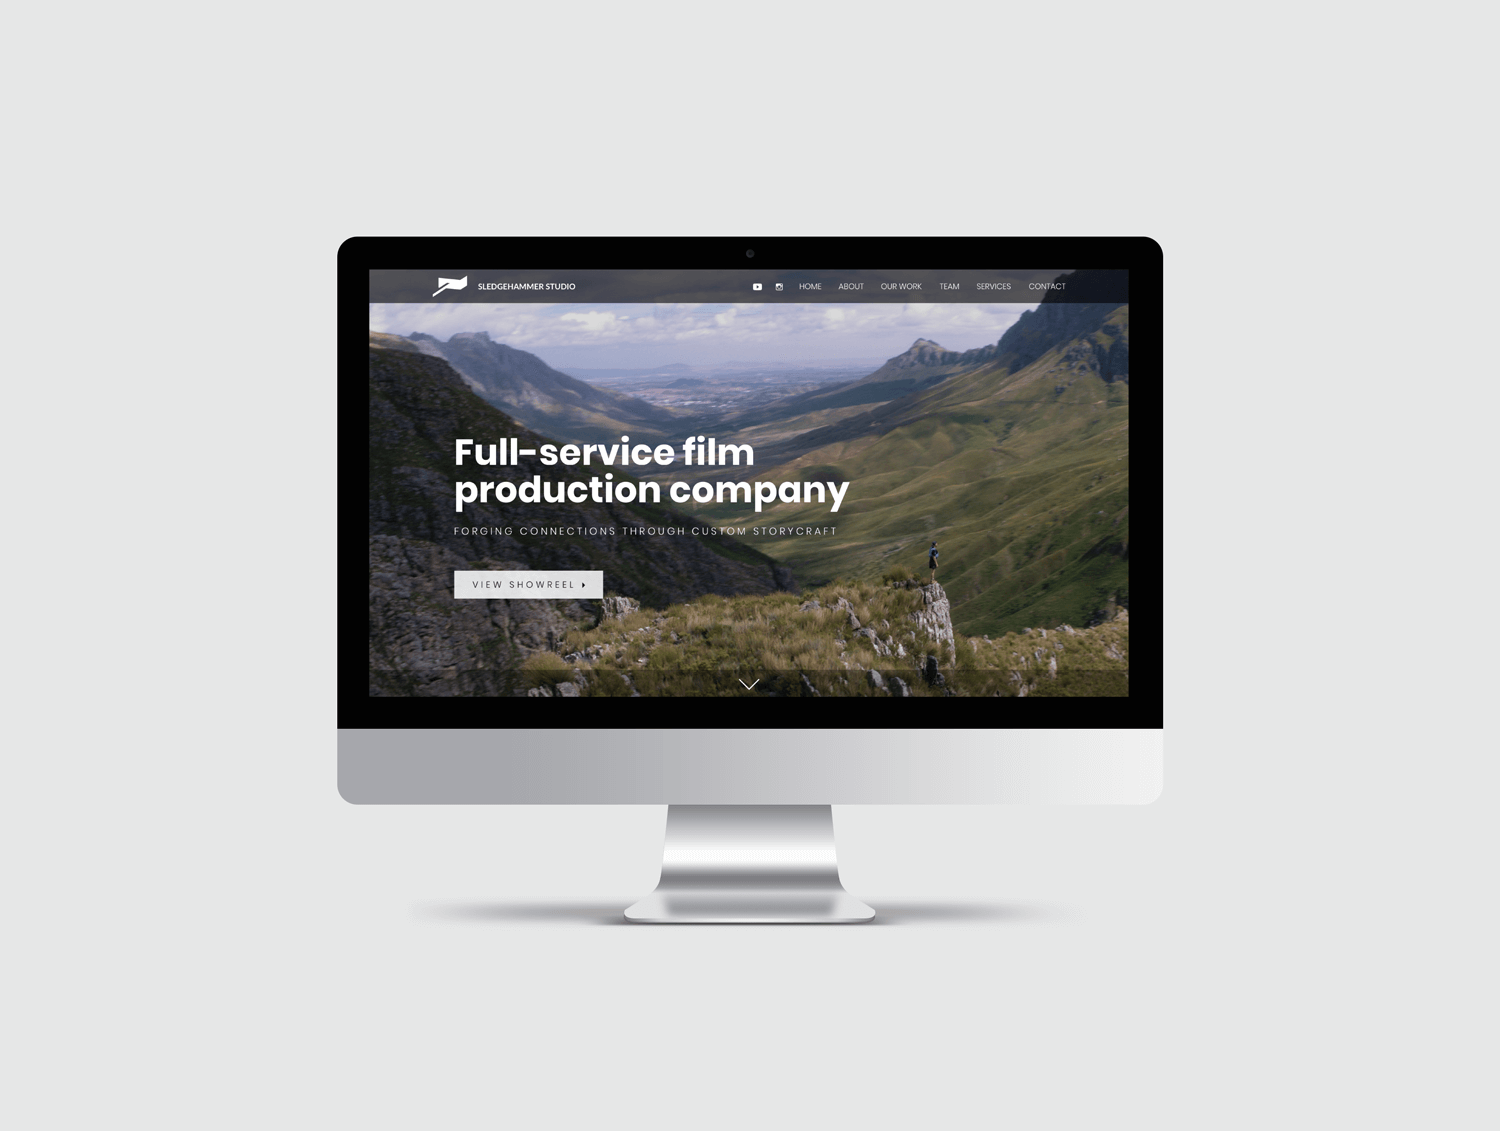 SLEDGEHAMMER STUDIO
HOME ABOUT OUR WORK TEAM SERVICES CONTACT
Full-service film
production company
FORGING CONNECTIONS THROUGH CUSTOM STORYCRAFT
VIEW SHOWREEL